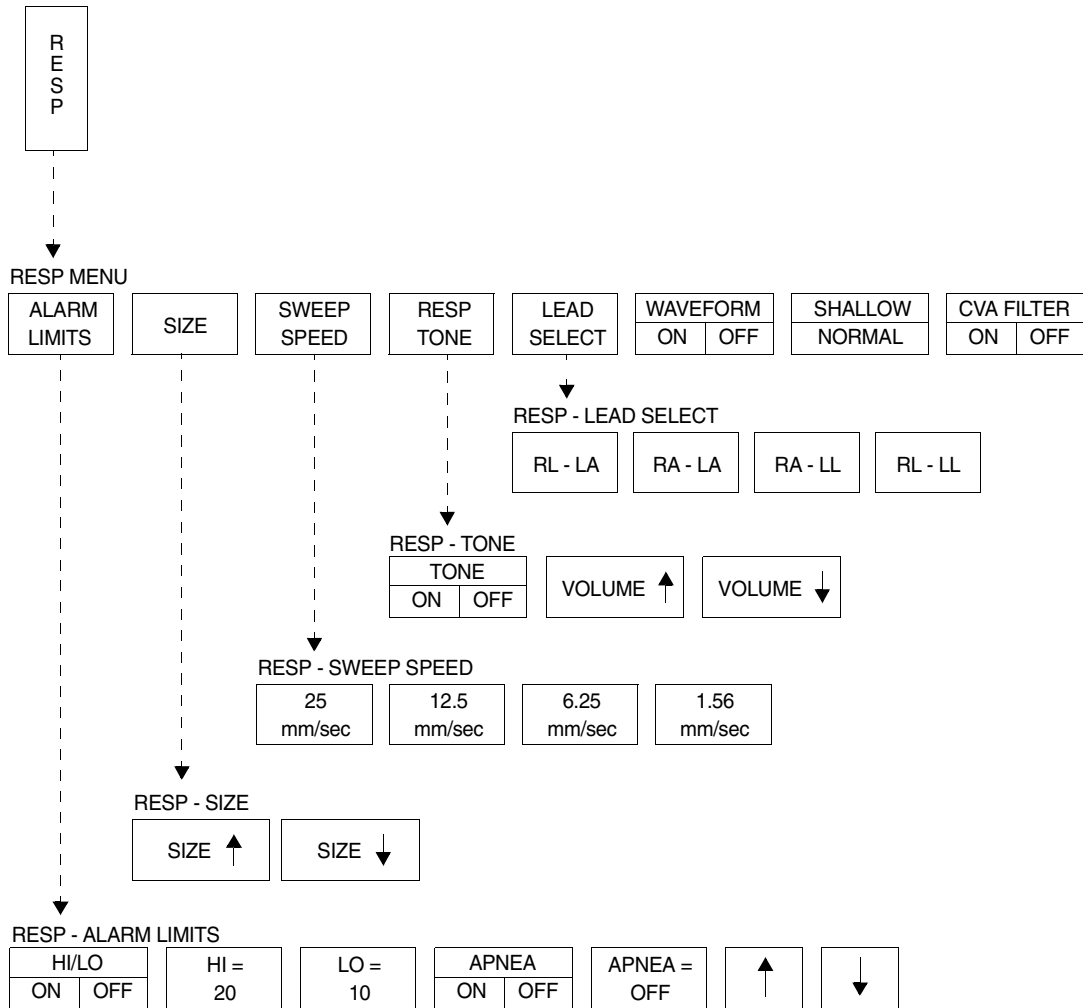 RESP
RESP MENU
ALARM LIMITS
SIZE
SWEEP SPEED
RESP TONE
LEAD SELECT
WAVEFORM
ON OFF
SHALLOW
NORMAL
CVA FILTER
ON OFF
RESP - LEAD SELECT
RL - LA
RA - LA
RA - LL
RL - LL
RESP - TONE
TONE
ON OFF
VOLUME ↑
VOLUME ↓
RESP - SWEEP SPEED
25 mm/sec
12.5 mm/sec
6.25 mm/sec
1.56 mm/sec
RESP - SIZE
SIZE ↑
SIZE ↓
RESP - ALARM LIMITS
HI/LO
ON OFF
HI = 20
LO = 10
APNEA
ON OFF
APNEA = OFF
↑
↓